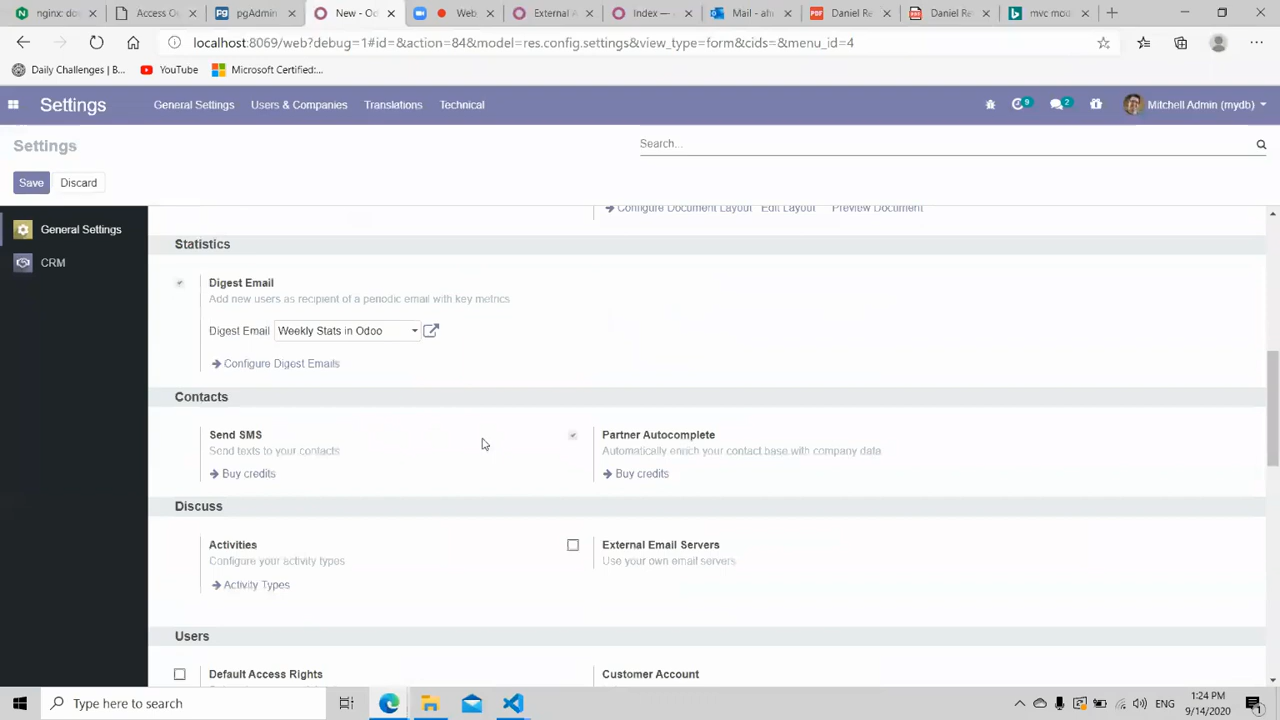 nginx: do
Access Co
pgAdmin
New - Od
Web
External A
Index —
Mail - afu
PDF
Daniel Re
PDF
Daniel Re
mvc mod
localhost:8069/web?debug=1#id=&action=84&model=res.config.settings&view_type=form&cids=&menu_id=4
Daily Challenges | B...
YouTube
Microsoft Certified:...
Settings
General Settings
Users & Companies
Translations
Technical
9
2
Mitchell Admin (mydb)
Settings
Search...
Save
Discard
General Settings
CRM
Configure Document Layout
Edit Layout
Preview Document
Statistics
Digest Email
Add new users as recipient of a periodic email with key metrics
Digest Email
Weekly Stats in Odoo
Configure Digest Emails
Contacts
Send SMS
Partner Autocomplete
Send texts to your contacts
Automatically enrich your contact base with company data
Buy credits
Buy credits
Discuss
Activities
External Email Servers
Configure your activity types
Use your own email servers
Activity Types
Users
Default Access Rights
Customer Account
Type here to search
ENG
1:24 PM
9/14/2020
1